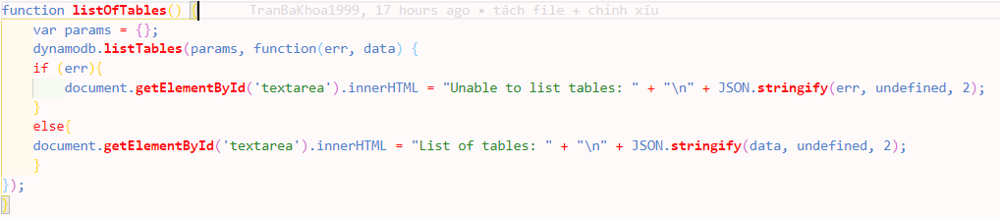 function listOfTables() { TranBaKhoa1999, 17 hours ago • tách file + chỉnh xíu
    var params = {};
    dynamodb.listTables(params, function(err, data) {
    if (err){
        document.getElementById('textarea').innerHTML = "Unable to list tables: " + "\n" + JSON.stringify(err, undefined, 2);
    }
    else{
    document.getElementById('textarea').innerHTML = "List of tables: " + "\n" + JSON.stringify(data, undefined, 2);
    }
});
}